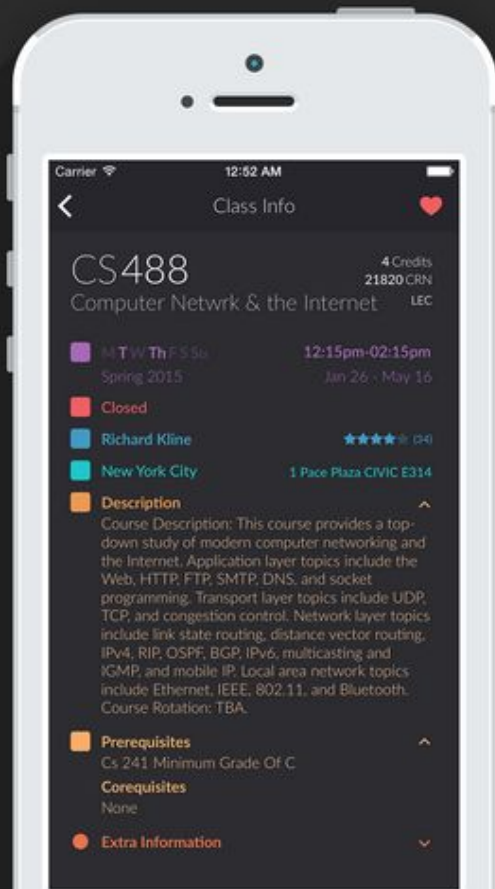 Carrier 12:52 AM
Class Info
CS488 4 Credits
21820 CRN
Computer Netwrk & the Internet LEC
M T W Th F S Su 12:15pm-02:15pm
Spring 2015 Jan 26 - May 16
Closed
Richard Kline (34)
New York City 1 Pace Plaza CIVIC E314
Description
Course Description: This course provides a top-
down study of modern computer networking and
the Internet. Application layer topics include the
Web, HTTP, FTP, SMTP, DNS, and socket
programming. Transport layer topics include UDP,
TCP, and congestion control. Network layer topics
include link state routing, distance vector routing,
IPv4, RIP, OSPF, BGP, IPv6, multicasting and
IGMP, and mobile IP. Local area network topics
include Ethernet, IEEE, 802.11, and Bluetooth.
Course Rotation: TBA.
Prerequisites
Cs 241 Minimum Grade Of C
Corequisites
None
Extra Information